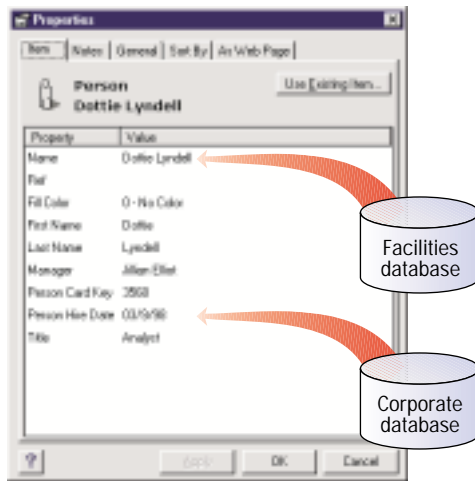 Properties
Item Notes General Sort By As Web Page
Person
Dottie Lyndell
Use Existing Item...
Property Value
Name Dottie Lyndell
Ref
Fill Color 0 - No Color
First Name Dottie
Last Name Lyndell
Manager Jillian Elliot
Person Card Key 3568
Person Hire Date 03/9/98
Title Analyst
Facilities
database
Corporate
database
? Apply OK Cancel